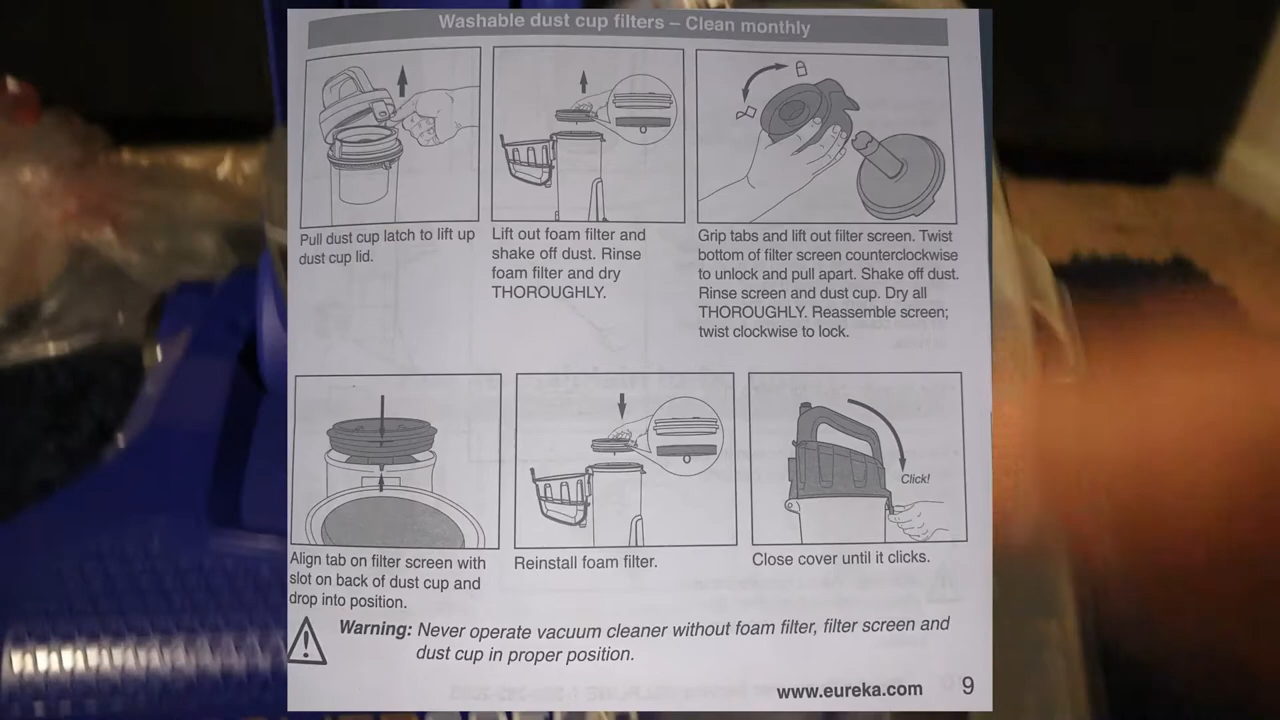 Washable dust cup filters – Clean monthly
Pull dust cup latch to lift up
dust cup lid.
Lift out foam filter and
shake off dust. Rinse
foam filter and dry
THOROUGHLY.
Grip tabs and lift out filter screen. Twist
bottom of filter screen counterclockwise
to unlock and pull apart. Shake off dust.
Rinse screen and dust cup. Dry all
THOROUGHLY. Reassemble screen;
twist clockwise to lock.
Align tab on filter screen with
slot on back of dust cup and
drop into position.
Reinstall foam filter.
Click!
Close cover until it clicks.
Warning: Never operate vacuum cleaner without foam filter, filter screen and
dust cup in proper position.
www.eureka.com 9